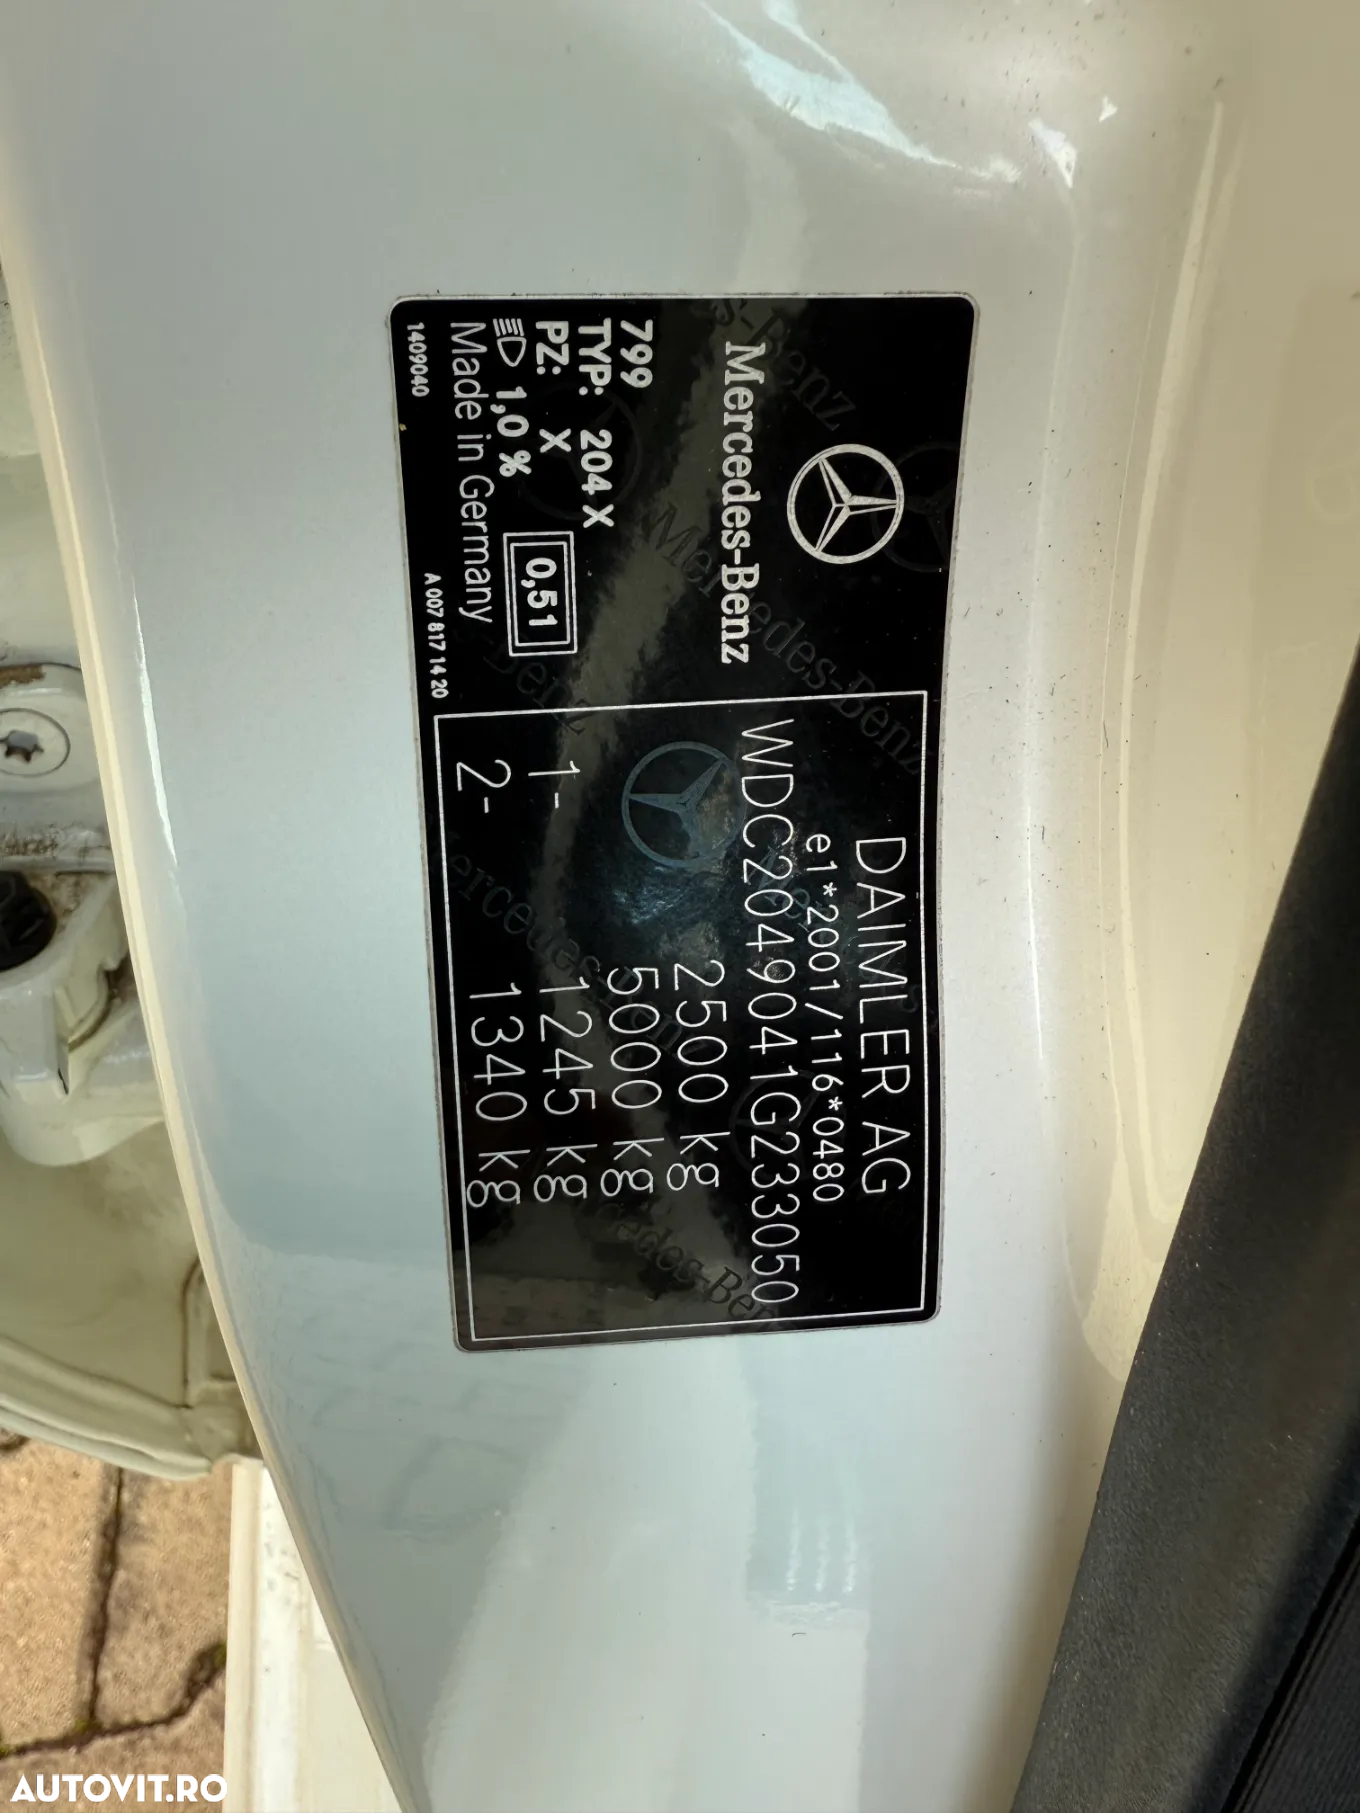 Mercedes-Benz
799
TYP: 204 X
PZ: X
1,0 %
0,51
Made in Germany
1409040
A 007 817 14 20
DAIMLER AG
e1*2001/116*0480
WDC2049041G233050
2500 kg
5000 kg
1- 1245 kg
2- 1340 kg
AUTOVIT.RO